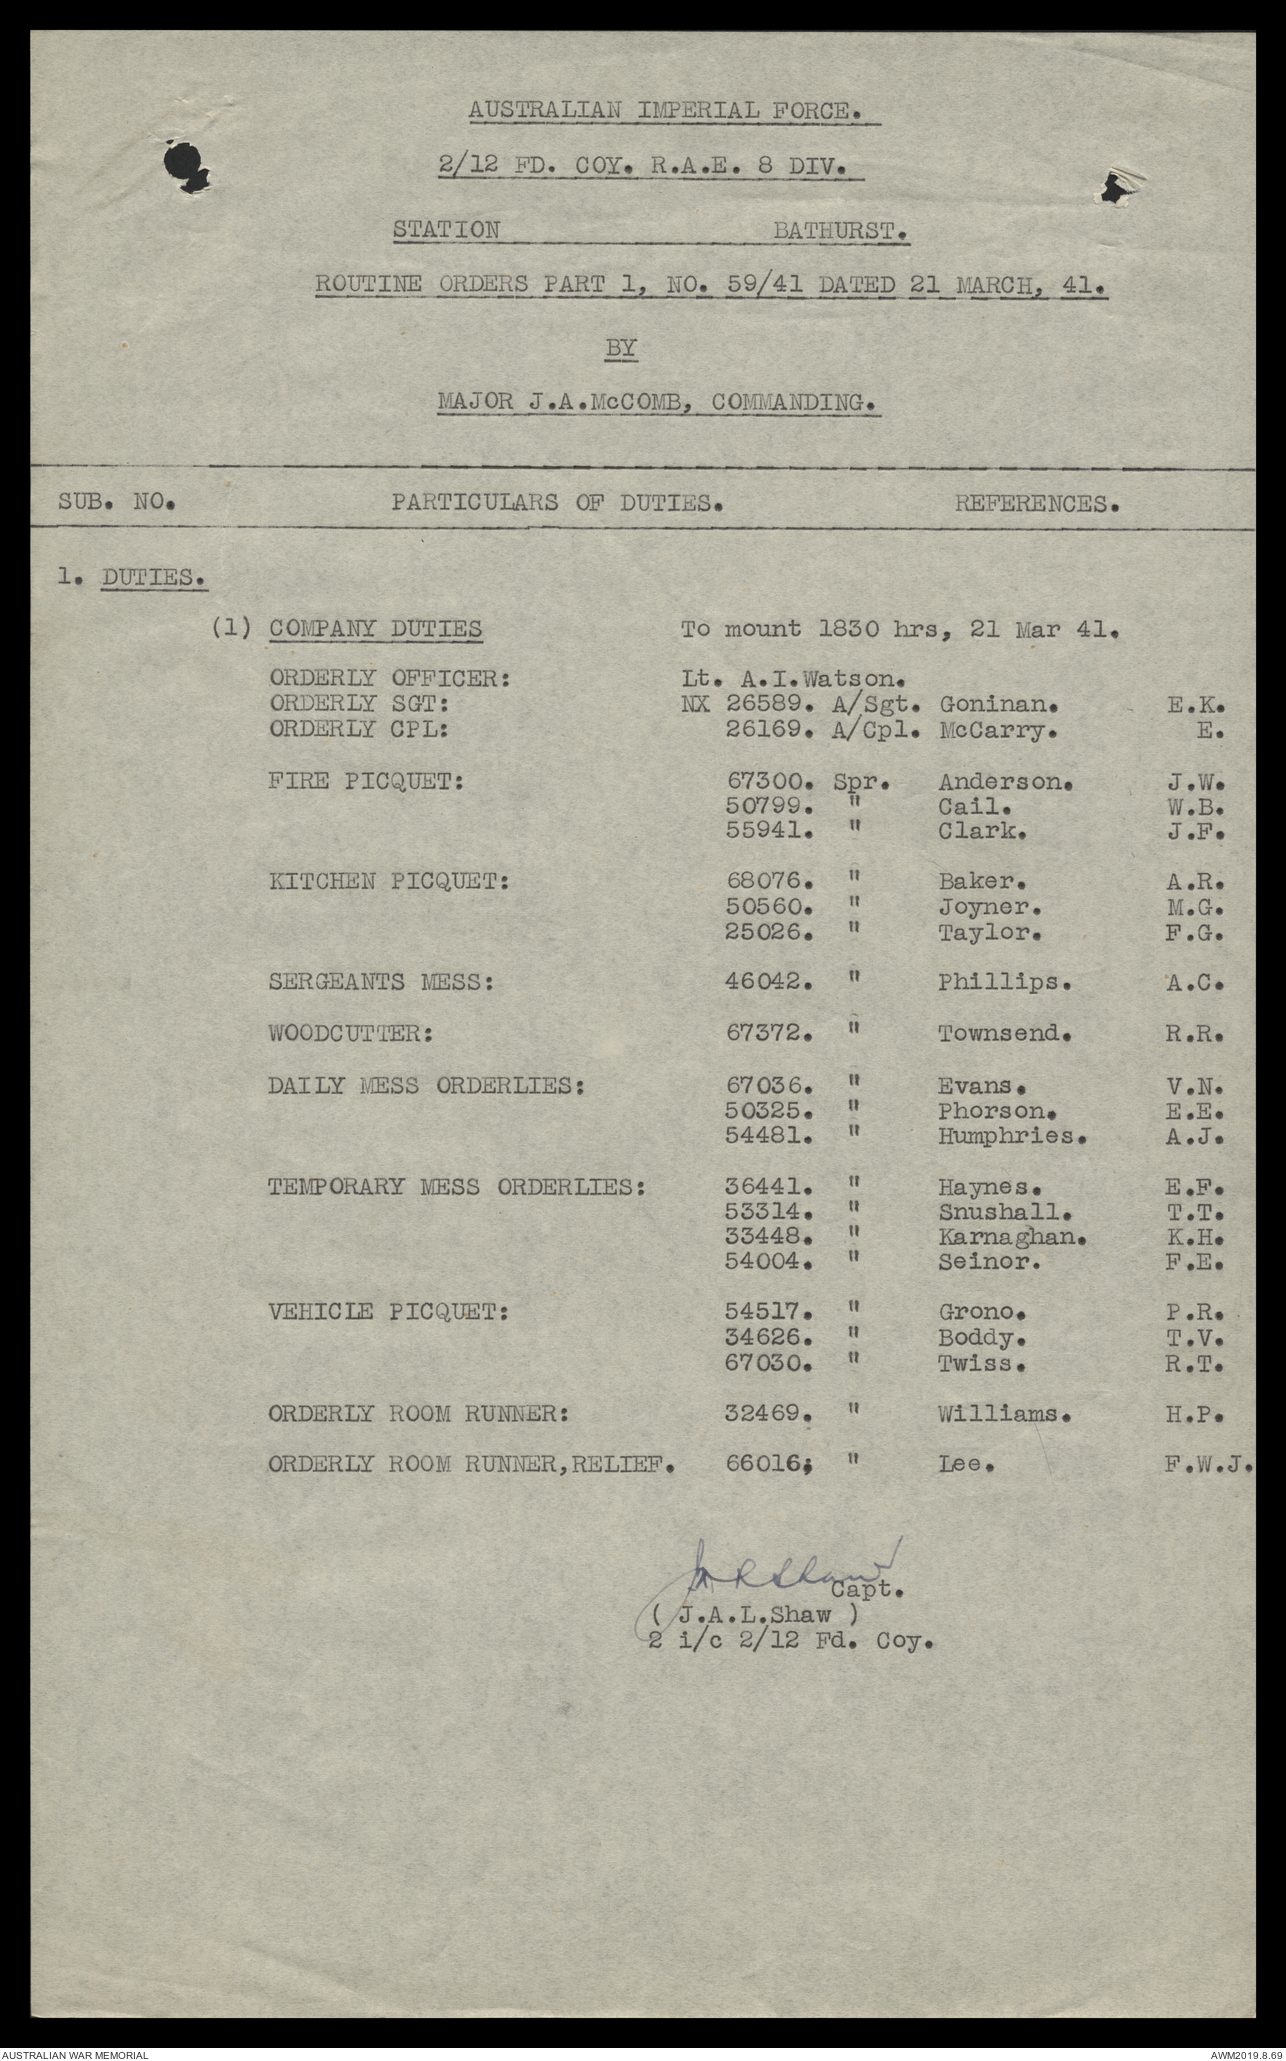 AUSTRALIAN IMPERIAL FORCE.
2/12 FD. COY. R.A.E. 8 DIV.
STATION BATHURST.
ROUTINE ORDERS PART 1, NO. 59/41 DATED 21 MARCH, 41.
BY
MAJOR J.A.McCOMB, COMMANDING.
SUB. NO. PARTICULARS OF DUTIES. REFERENCES.
1. DUTIES.
(1) COMPANY DUTIES To mount 1830 hrs, 21 Mar 41.
ORDERLY OFFICER: Lt. A.I.Watson.
ORDERLY SGT: NX 26589. A/Sgt. Goninan. E.K.
ORDERLY CPL: 26169. A/Cpl. McCarry. E.
FIRE PICQUET: 67300. Spr. Anderson. J.W.
50799. " Cail. W.B.
55941. " Clark. J.F.
KITCHEN PICQUET: 68076. " Baker. A.R.
50560. " Joyner. M.G.
25026. " Taylor. F.G.
SERGEANTS MESS: 46042. " Phillips. A.C.
WOODCUTTER: 67372. " Townsend. R.R.
DAILY MESS ORDERLIES: 67036. " Evans. V.N.
50325. " Phorson. E.E.
54481. " Humphries. A.J.
TEMPORARY MESS ORDERLIES: 36441. " Haynes. E.F.
53314. " Snushall. T.T.
33448. " Karnaghan. K.H.
54004. " Seinor. F.E.
VEHICLE PICQUET: 54517. " Grono. P.R.
34626. " Boddy. T.V.
67030. " Twiss. R.T.
ORDERLY ROOM RUNNER: 32469. " Williams. H.P.
ORDERLY ROOM RUNNER,RELIEF. 66016; " Lee. F.W.J.
Shaw Capt.
( J.A.L.Shaw )
2 i/c 2/12 Fd. Coy.
AUSTRALIAN WAR MEMORIAL AWM2019.8.69